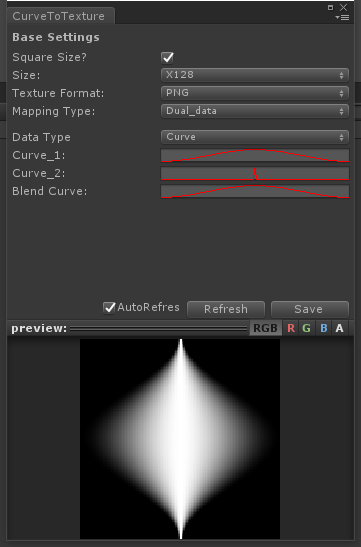 CurveToTexture
Base Settings
Square Size?
Size: X128
Texture Format: PNG
Mapping Type: Dual_data
Data Type Curve
Curve_1:
Curve_2:
Blend Curve:
AutoRefres Refresh Save
preview: RGB R G B A